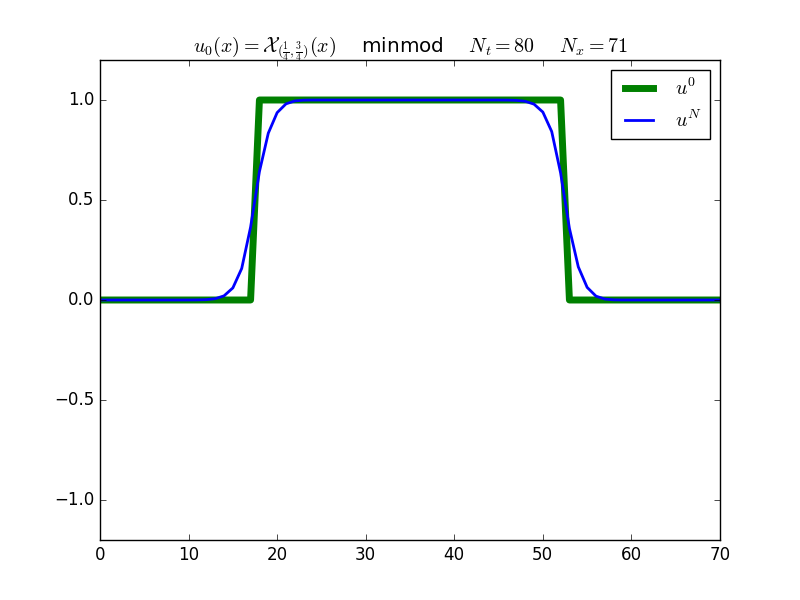 u_0(x) = 𝒳_{(1/4, 3/4)}(x) minmod N_t = 80 N_x = 71
u^0
u^N
1.0
0.5
0.0
−0.5
−1.0
0 10 20 30 40 50 60 70